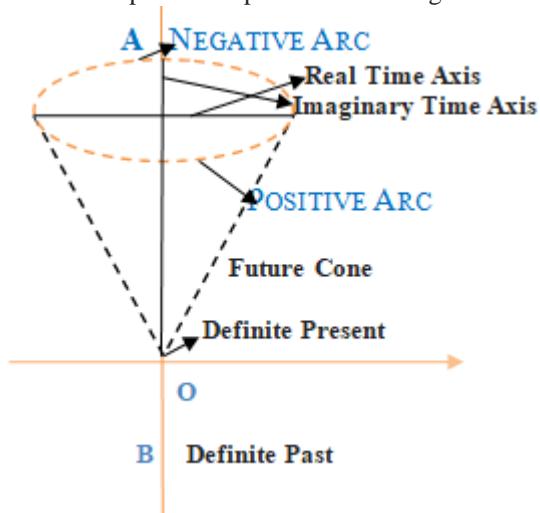 A NEGATIVE ARC
Real Time Axis
Imaginary Time Axis
POSITIVE ARC
Future Cone
Definite Present
O
B Definite Past